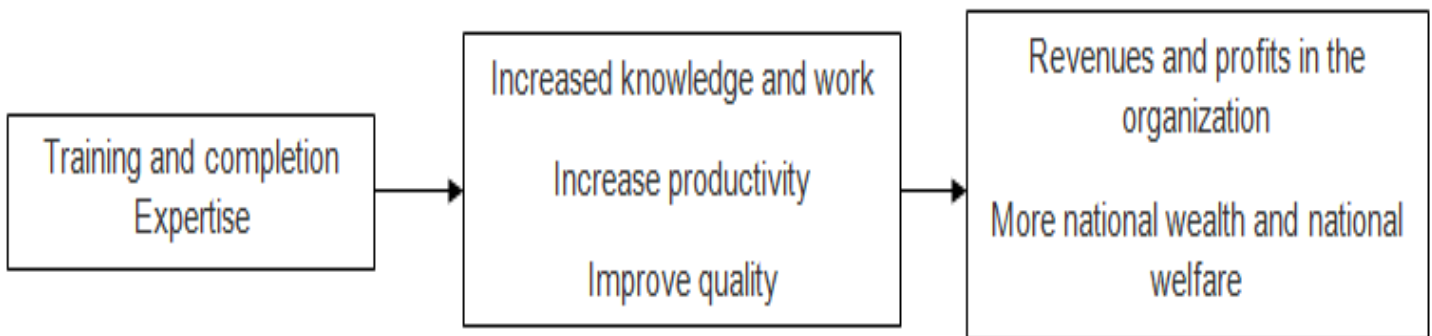 Training and completion
Expertise
Increased knowledge and work
Increase productivity
Improve quality
Revenues and profits in the
organization
More national wealth and national
welfare